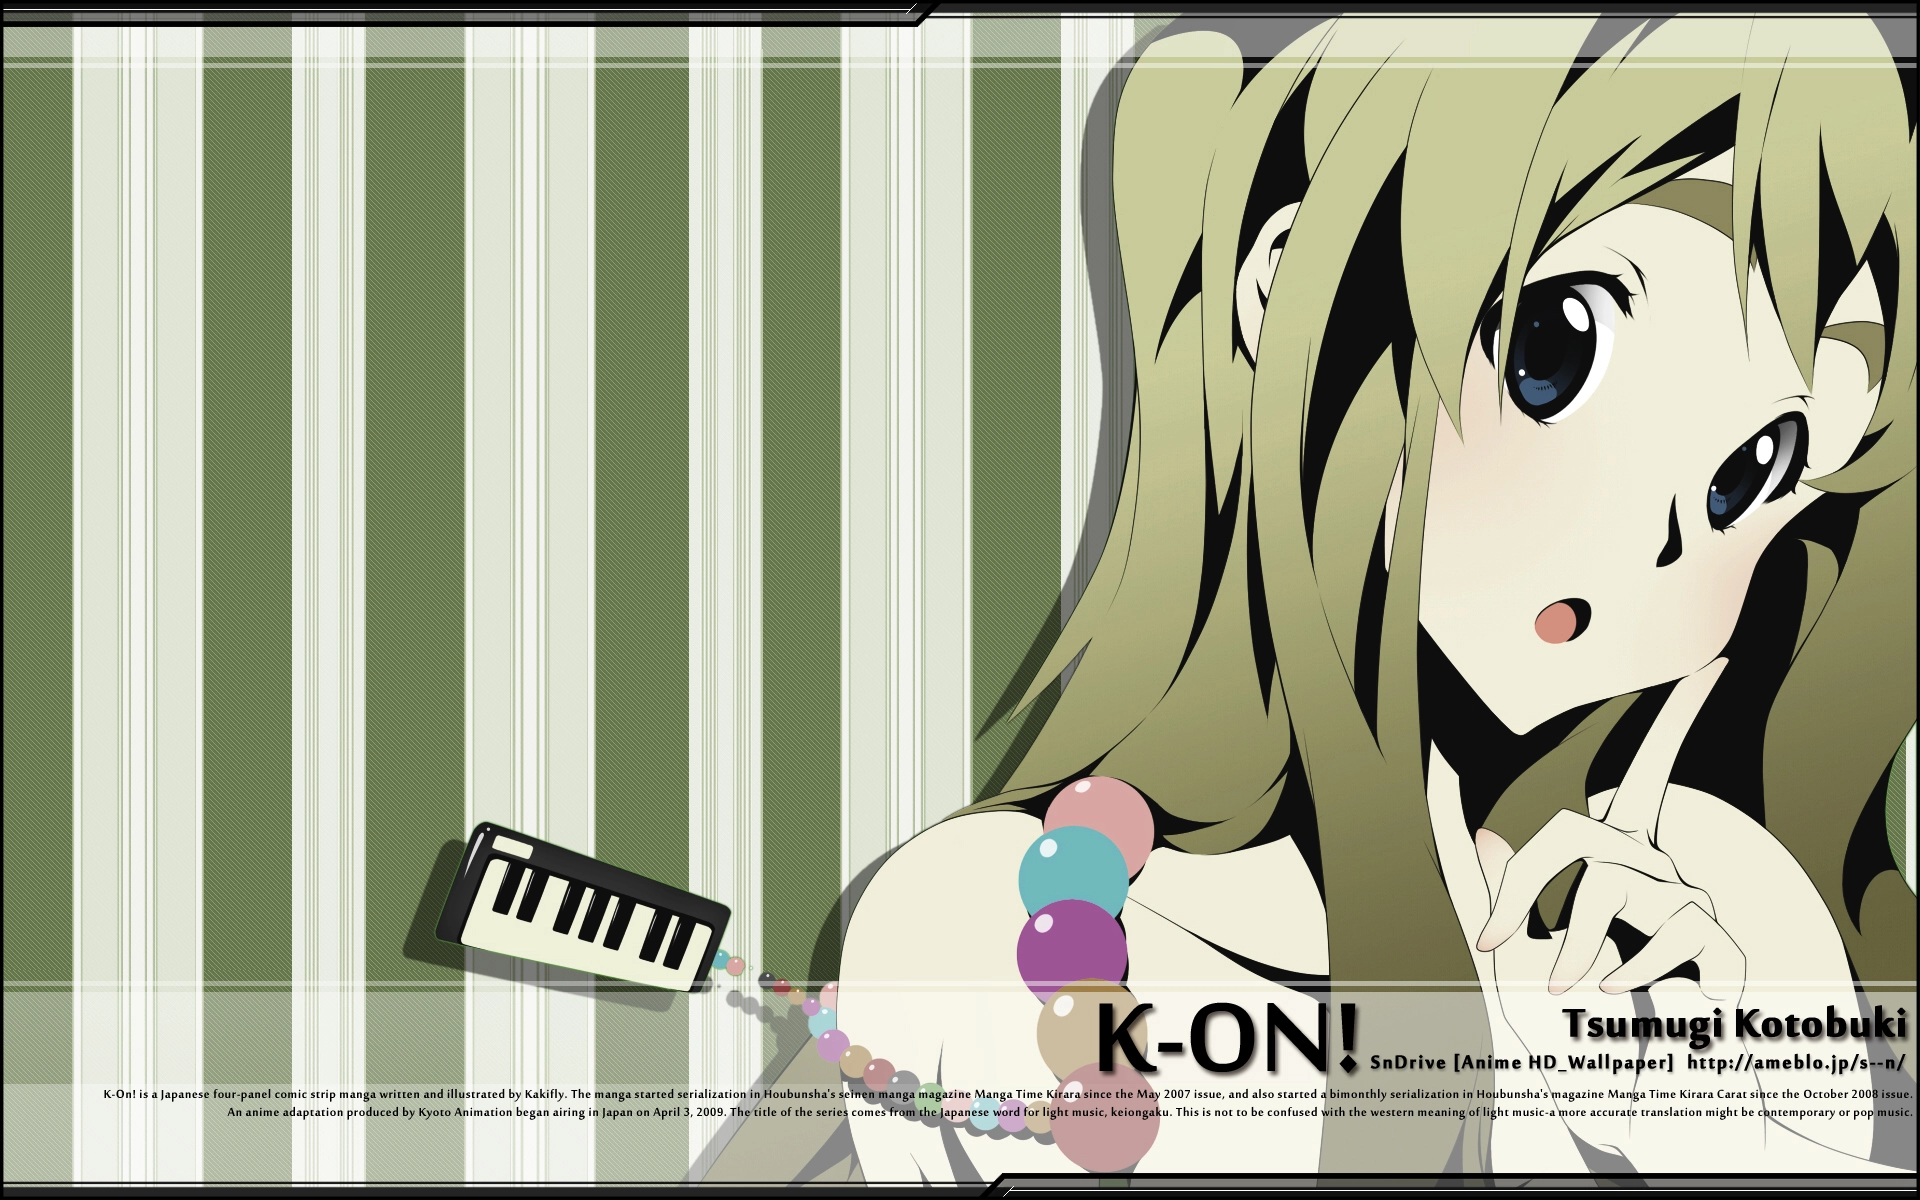 K-ON!
Tsumugi Kotobuki
SnDrive [Anime HD_Wallpaper] http://ameblo.jp/s--n/
K-On! is a Japanese four-panel comic strip manga written and illustrated by Kakifly. The manga started serialization in Houbunsha's seinen manga magazine Manga Time Kirara since the May 2007 issue, and also started a bimonthly serialization in Houbunsha's magazine Manga Time Kirara Carat since the October 2008 issue.
An anime adaptation produced by Kyoto Animation began airing in Japan on April 3, 2009. The title of the series comes from the Japanese word for light music, keiongaku. This is not to be confused with the western meaning of light music-a more accurate translation might be contemporary or pop music.